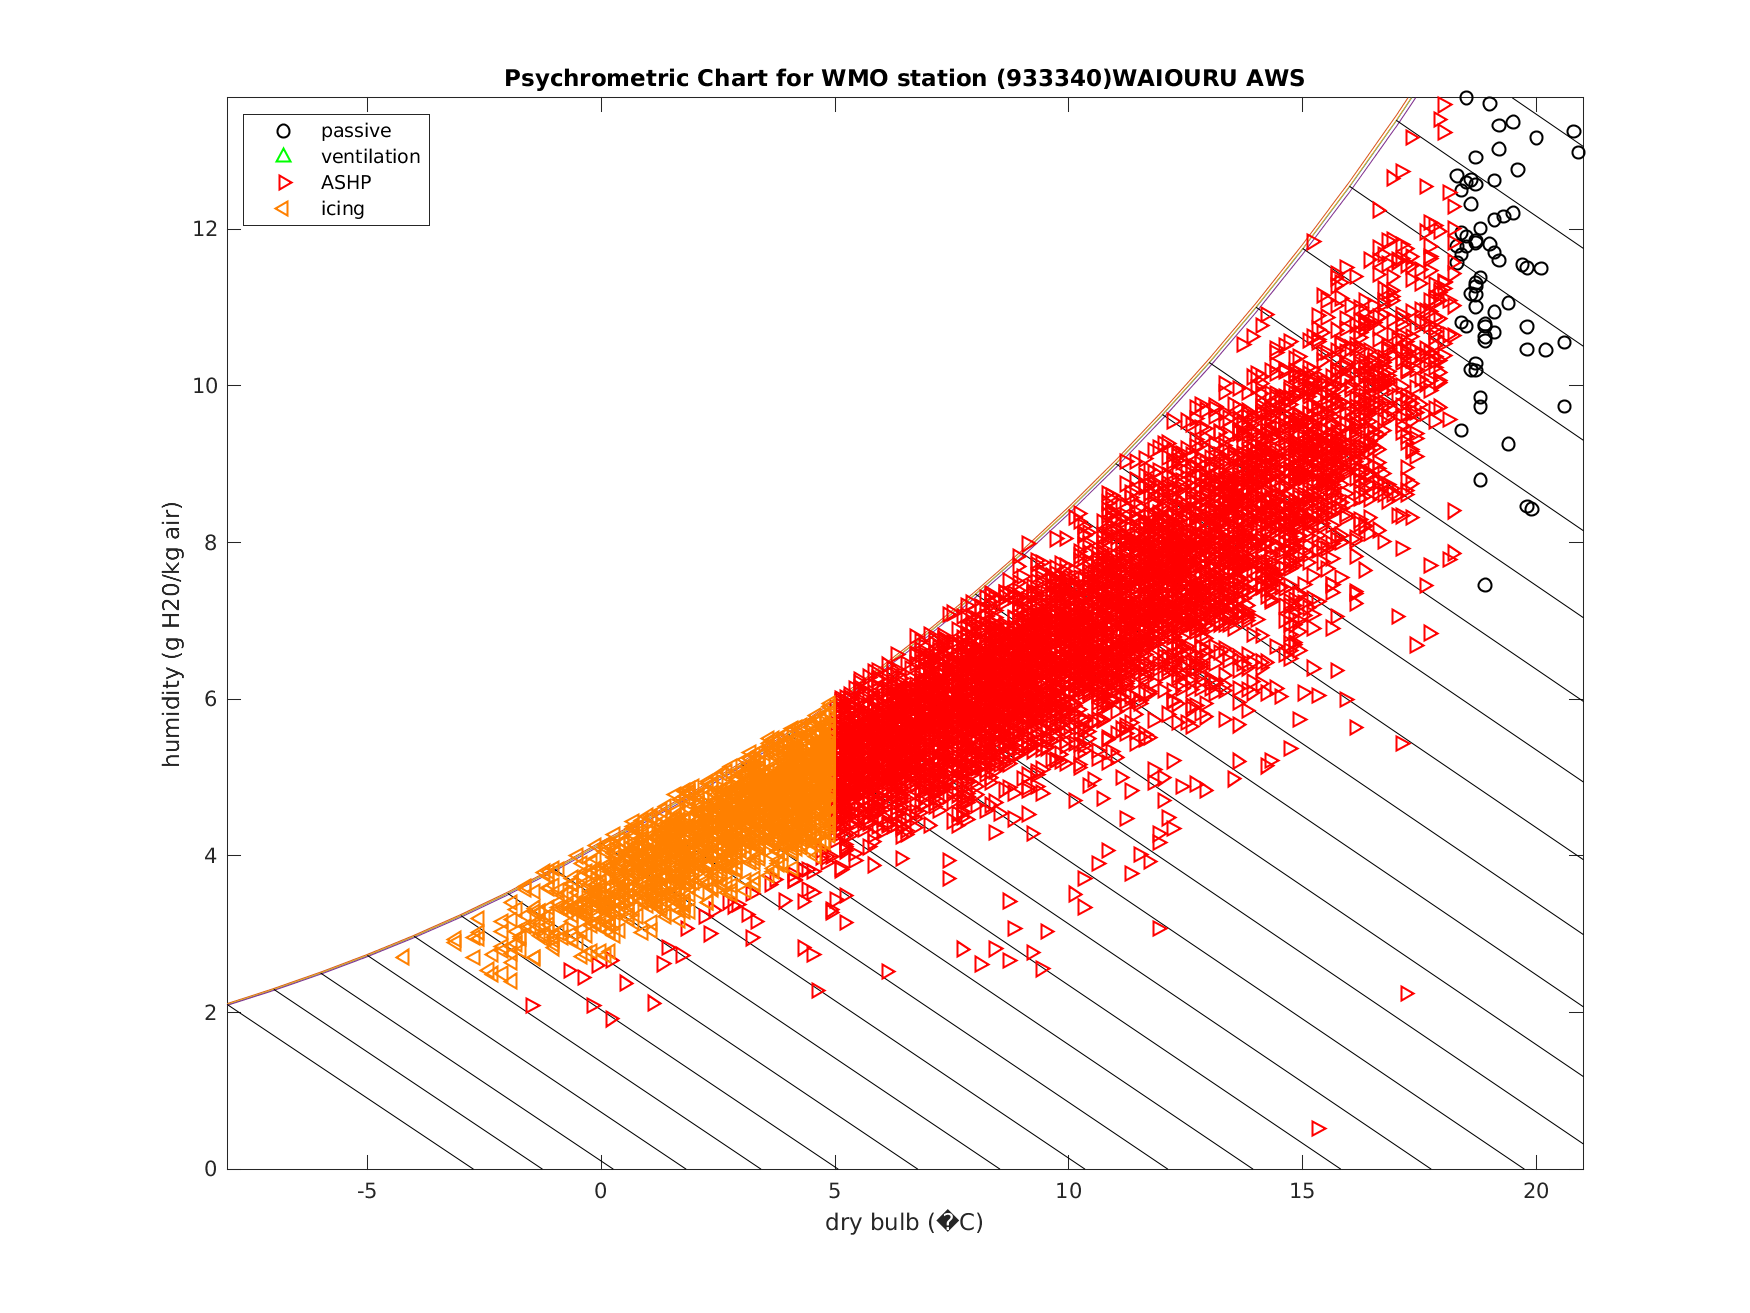 Psychrometric Chart for WMO station (933340)WAIOURU AWS
passive
ventilation
ASHP
icing
12
10
8
6
4
2
0
humidity (g H20/kg air)
-5 0 5 10 15 20
dry bulb (�C)